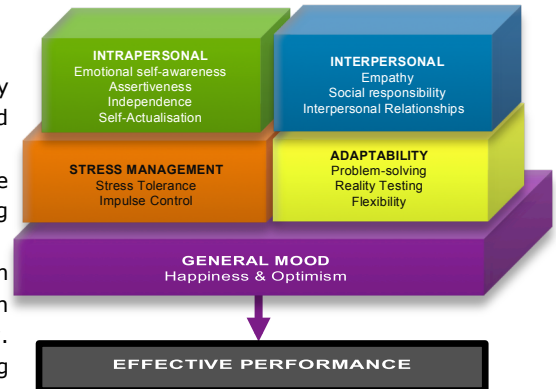 INTRAPERSONAL
Emotional self-awareness
Assertiveness
Independence
Self-Actualisation
INTERPERSONAL
Empathy
Social responsibility
Interpersonal Relationships
STRESS MANAGEMENT
Stress Tolerance
Impulse Control
ADAPTABILITY
Problem-solving
Reality Testing
Flexibility
GENERAL MOOD
Happiness & Optimism
EFFECTIVE PERFORMANCE